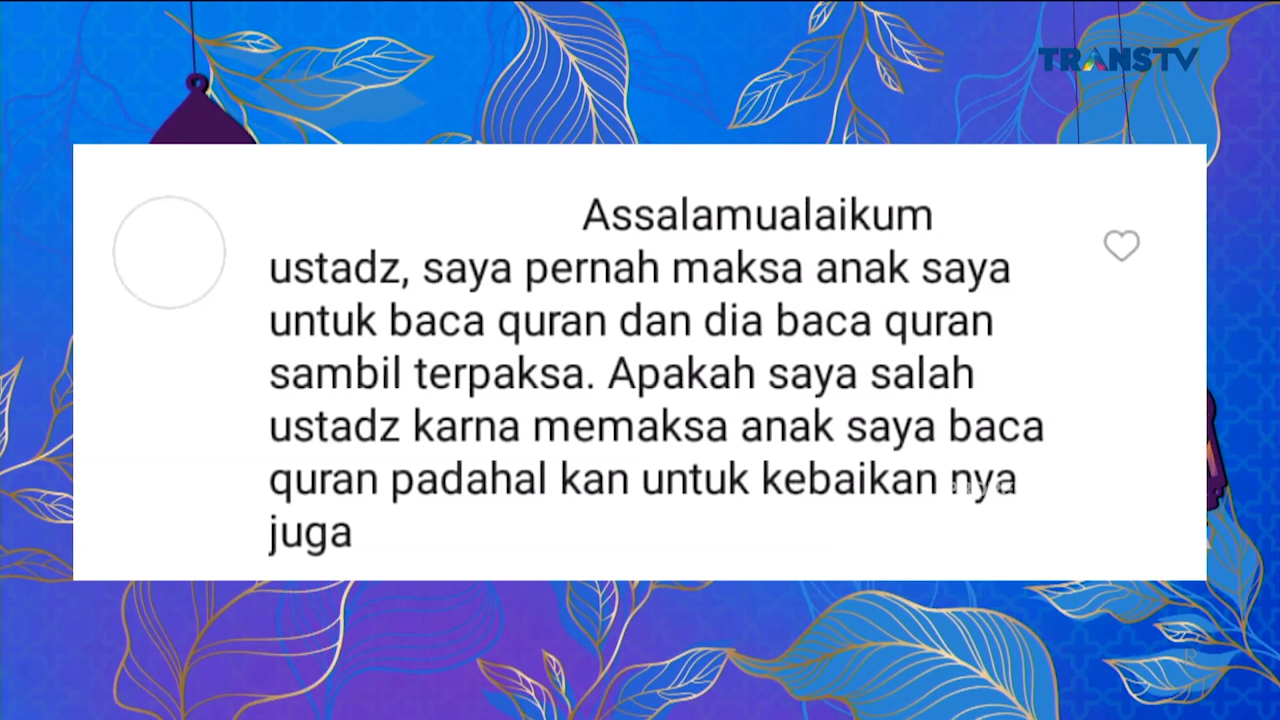 TRANSTV
Assalamualaikum
ustadz, saya pernah maksa anak saya
untuk baca quran dan dia baca quran
sambil terpaksa. Apakah saya salah
ustadz karna memaksa anak saya baca
quran padahal kan untuk kebaikan nya
juga